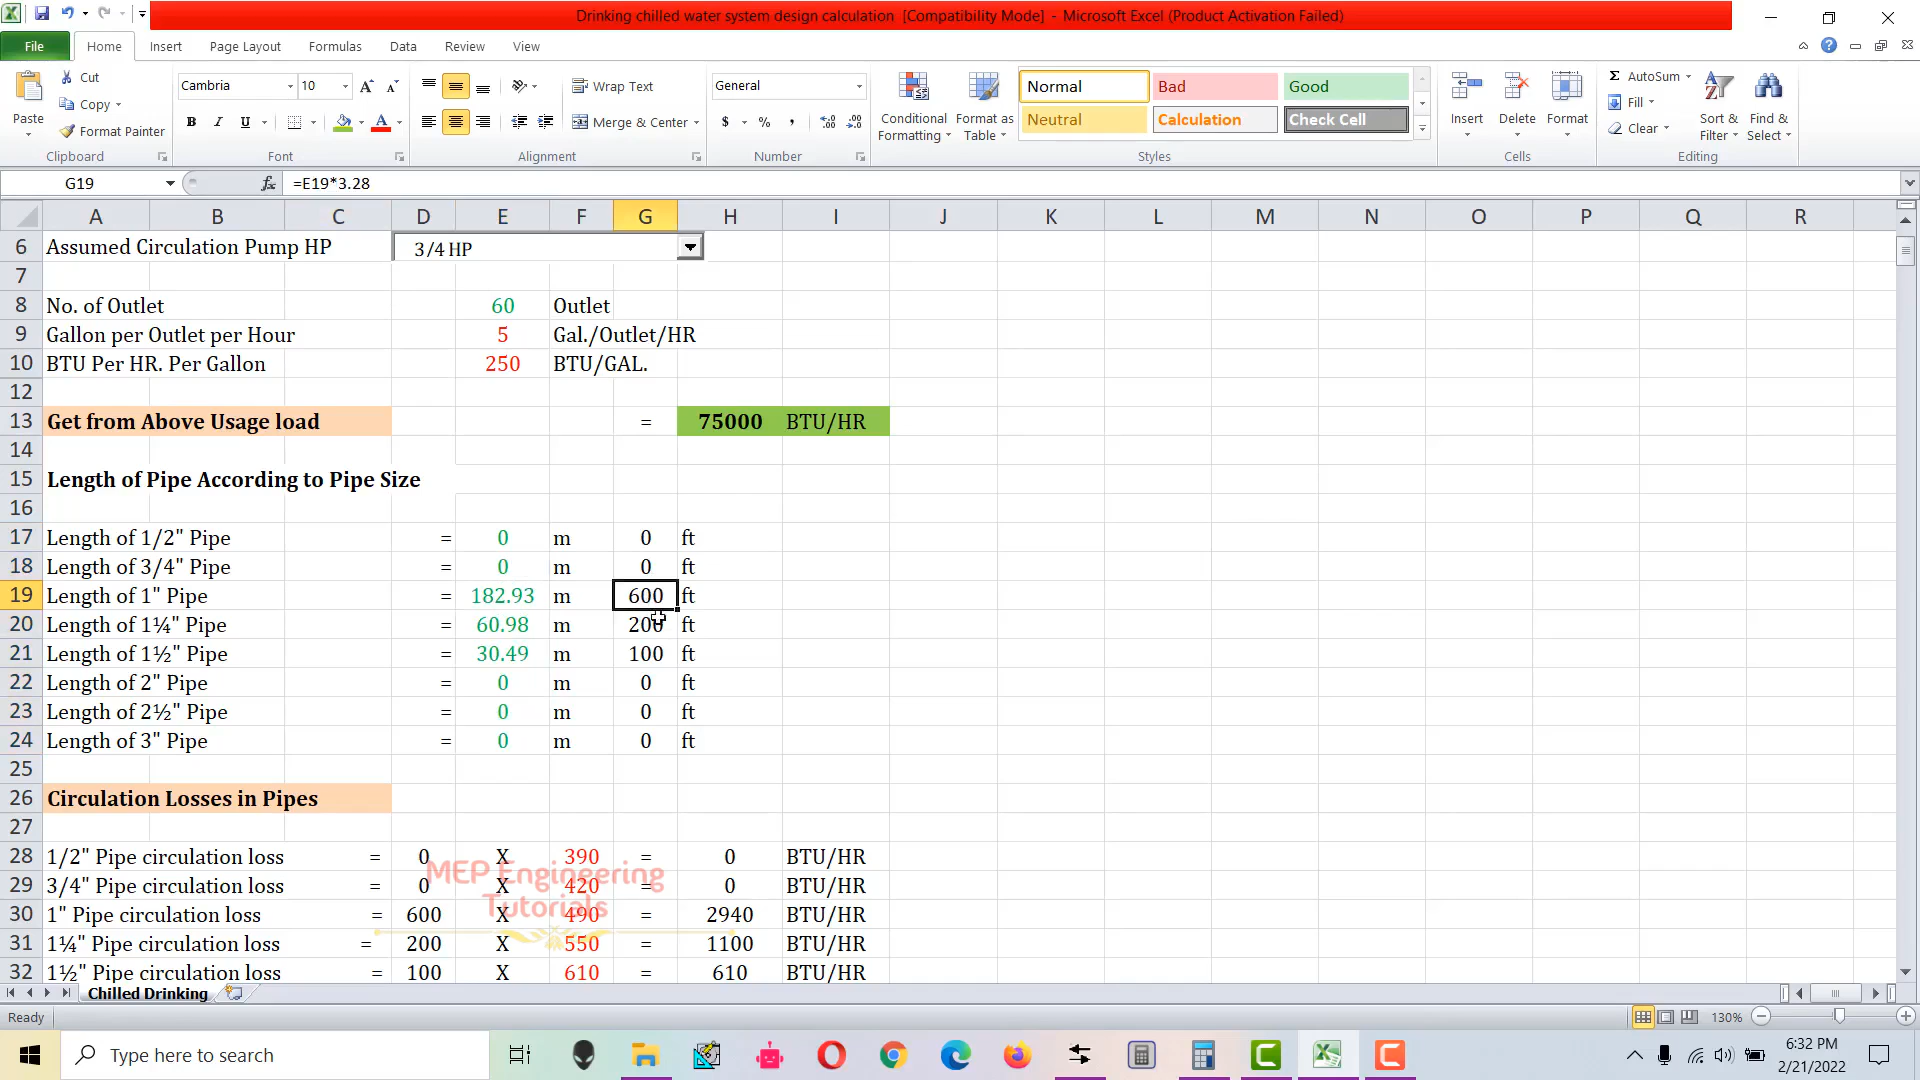 Drinking chilled water system design calculation [Compatibility Mode] - Microsoft Excel (Product Activation Failed)
File Home Insert Page Layout Formulas Data Review View
Cut
Copy
Format Painter
Paste
Clipboard
Cambria 10
B I U
Font
Wrap Text
Merge & Center
Alignment
General
$ % ,
Number
Conditional Formatting
Format as Table
Normal Bad Good
Neutral Calculation Check Cell
Styles
Insert Delete Format
Cells
AutoSum
Fill
Clear
Sort & Filter
Find & Select
Editing
G19 fx =E19*3.28
A B C D E F G H I J K L M N O P Q R
6 Assumed Circulation Pump HP 3/4 HP
7
8 No. of Outlet 60 Outlet
9 Gallon per Outlet per Hour 5 Gal./Outlet/HR
10 BTU Per HR. Per Gallon 250 BTU/GAL.
12
13 Get from Above Usage load = 75000 BTU/HR
14
15 Length of Pipe According to Pipe Size
16
17 Length of 1/2" Pipe = 0 m 0 ft
18 Length of 3/4" Pipe = 0 m 0 ft
19 Length of 1" Pipe = 182.93 m 600 ft
20 Length of 1¼" Pipe = 60.98 m 200 ft
21 Length of 1½" Pipe = 30.49 m 100 ft
22 Length of 2" Pipe = 0 m 0 ft
23 Length of 2½" Pipe = 0 m 0 ft
24 Length of 3" Pipe = 0 m 0 ft
25
26 Circulation Losses in Pipes
27
28 1/2" Pipe circulation loss = 0 X 390 = 0 BTU/HR
29 3/4" Pipe circulation loss = 0 X 420 = 0 BTU/HR
30 1" Pipe circulation loss = 600 X 490 = 2940 BTU/HR
31 1¼" Pipe circulation loss = 200 X 550 = 1100 BTU/HR
32 1½" Pipe circulation loss = 100 X 610 = 610 BTU/HR
MEP Engineering
Tutorials
Chilled Drinking
Ready 130%
Type here to search
6:32 PM
2/21/2022